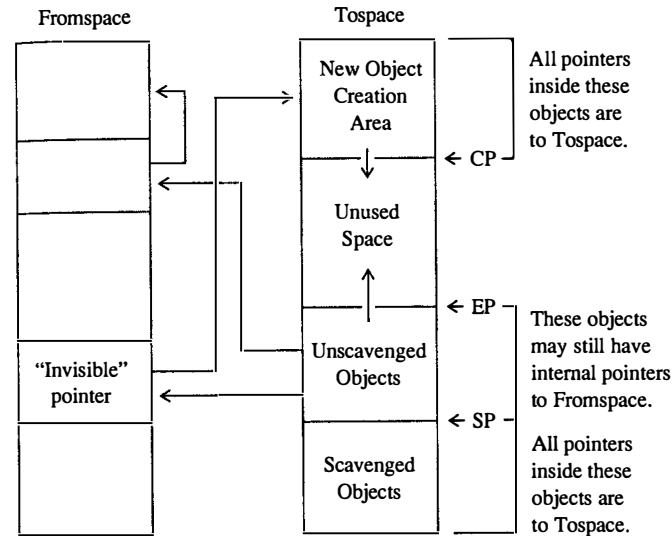 Fromspace
Tospace
New Object
Creation
Area
All pointers
inside these
objects are
to Tospace.
CP
Unused
Space
EP
"Invisible"
pointer
Unscavenged
Objects
These objects
may still have
internal pointers
to Fromspace.
SP
Scavenged
Objects
All pointers
inside these
objects are
to Tospace.